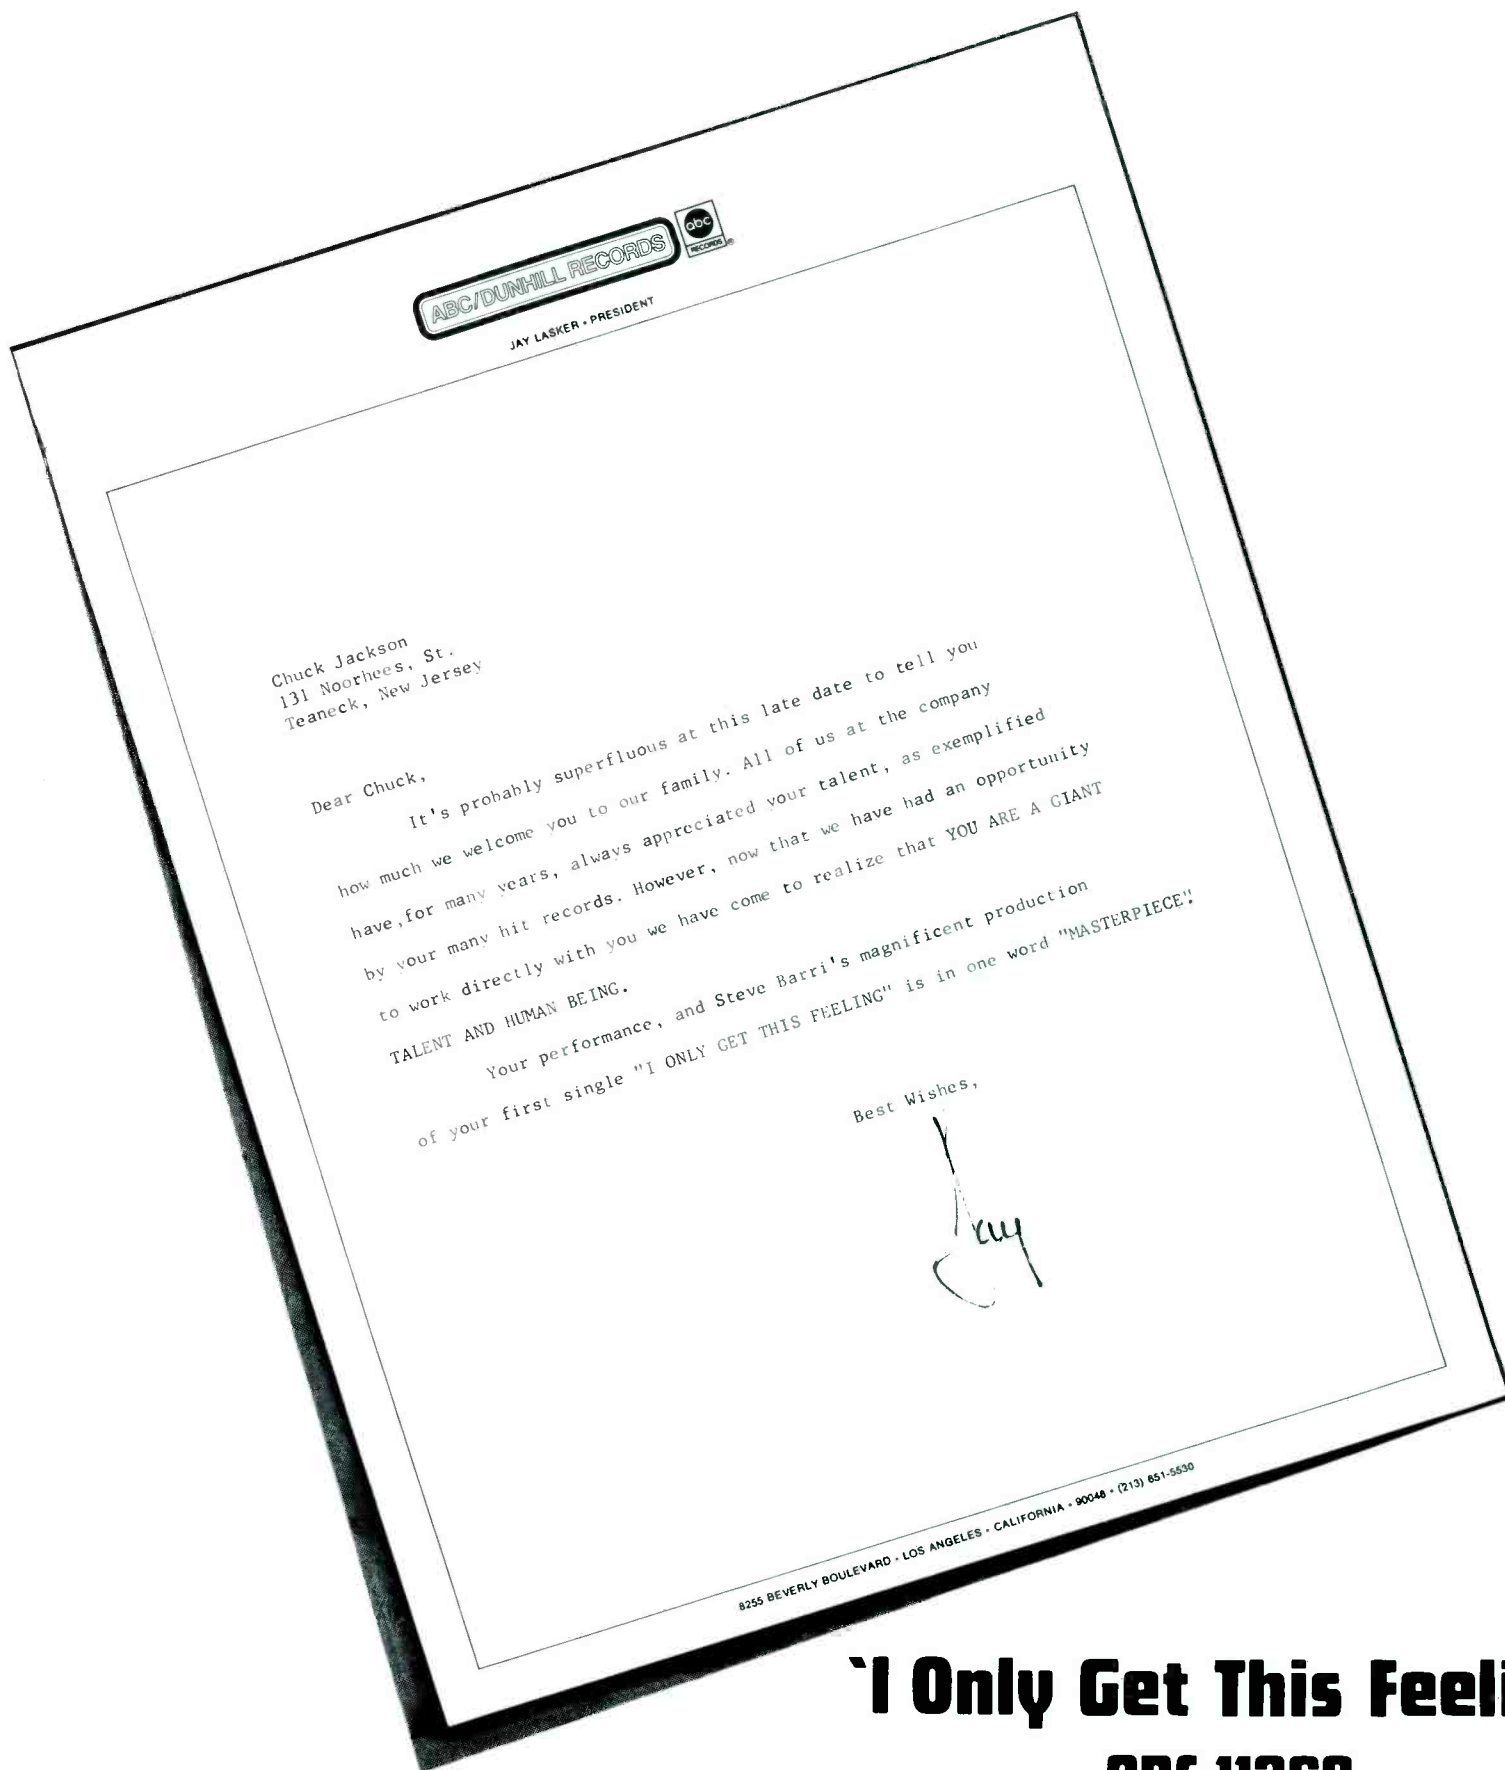 ABC/DUNHILL RECORDS
abc
RECORDS®
JAY LASKER • PRESIDENT
Chuck Jackson
131 Noorhees, St.
Teaneck, New Jersey
Dear Chuck,
It's probably superfluous at this late date to tell you
how much we welcome you to our family. All of us at the company
have,for many years, always appreciated your talent, as exemplified
by your many hit records. However, now that we have had an opportunity
to work directly with you we have come to realize that YOU ARE A GIANT
TALENT AND HUMAN BEING.
Your performance, and Steve Barri's magnificent production
of your first single "I ONLY GET THIS FEELING" is in one word "MASTERPIECE".
Best Wishes,
Jay
8255 BEVERLY BOULEVARD • LOS ANGELES • CALIFORNIA • 90048 • (213) 651-5530
`I Only Get This Feeli